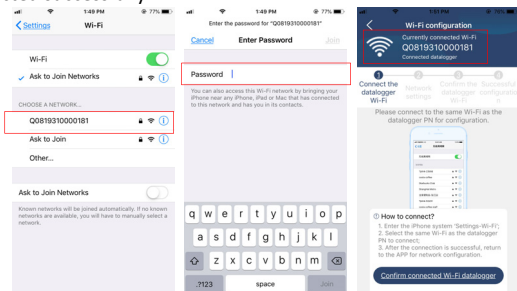 1:49 PM
77%
Settings
Wi-Fi
Wi-Fi
Ask to Join Networks
CHOOSE A NETWORK...
Q0819310000181
Ask to Join
Other...
Ask to Join Networks
Known networks will be joined automatically. If no known
networks are available, you will have to manually select a
network.
1:49 PM
77%
Enter the password for "Q0819310000181"
Cancel
Enter Password
Join
Password
You can also access this Wi-Fi network by bringing your
iPhone near any iPhone, iPad or Mac that has connected
to this network and has you in its contacts.
q w e r t y u i o p
a s d f g h j k l
z x c v b n m
.?123
space
Join
1:51 PM
Wi-Fi configuration
Currently connected Wi-Fi
Q0819310000181
Connected datalogger
Connect the
datalogger
Wi-Fi
Network
settings
Confirm the
datalogger
Wi-Fi
Successful
Please connect to the same Wi-Fi as the
datalogger PN for configuration.
How to connect?
1. Enter the iPhone system 'Settings-Wi-Fi';
2. Select the same Wi-Fi as the datalogger
PN to connect;
3. After the connection is successful, return
to the APP for network configuration.
Confirm connected Wi-Fi datalogger